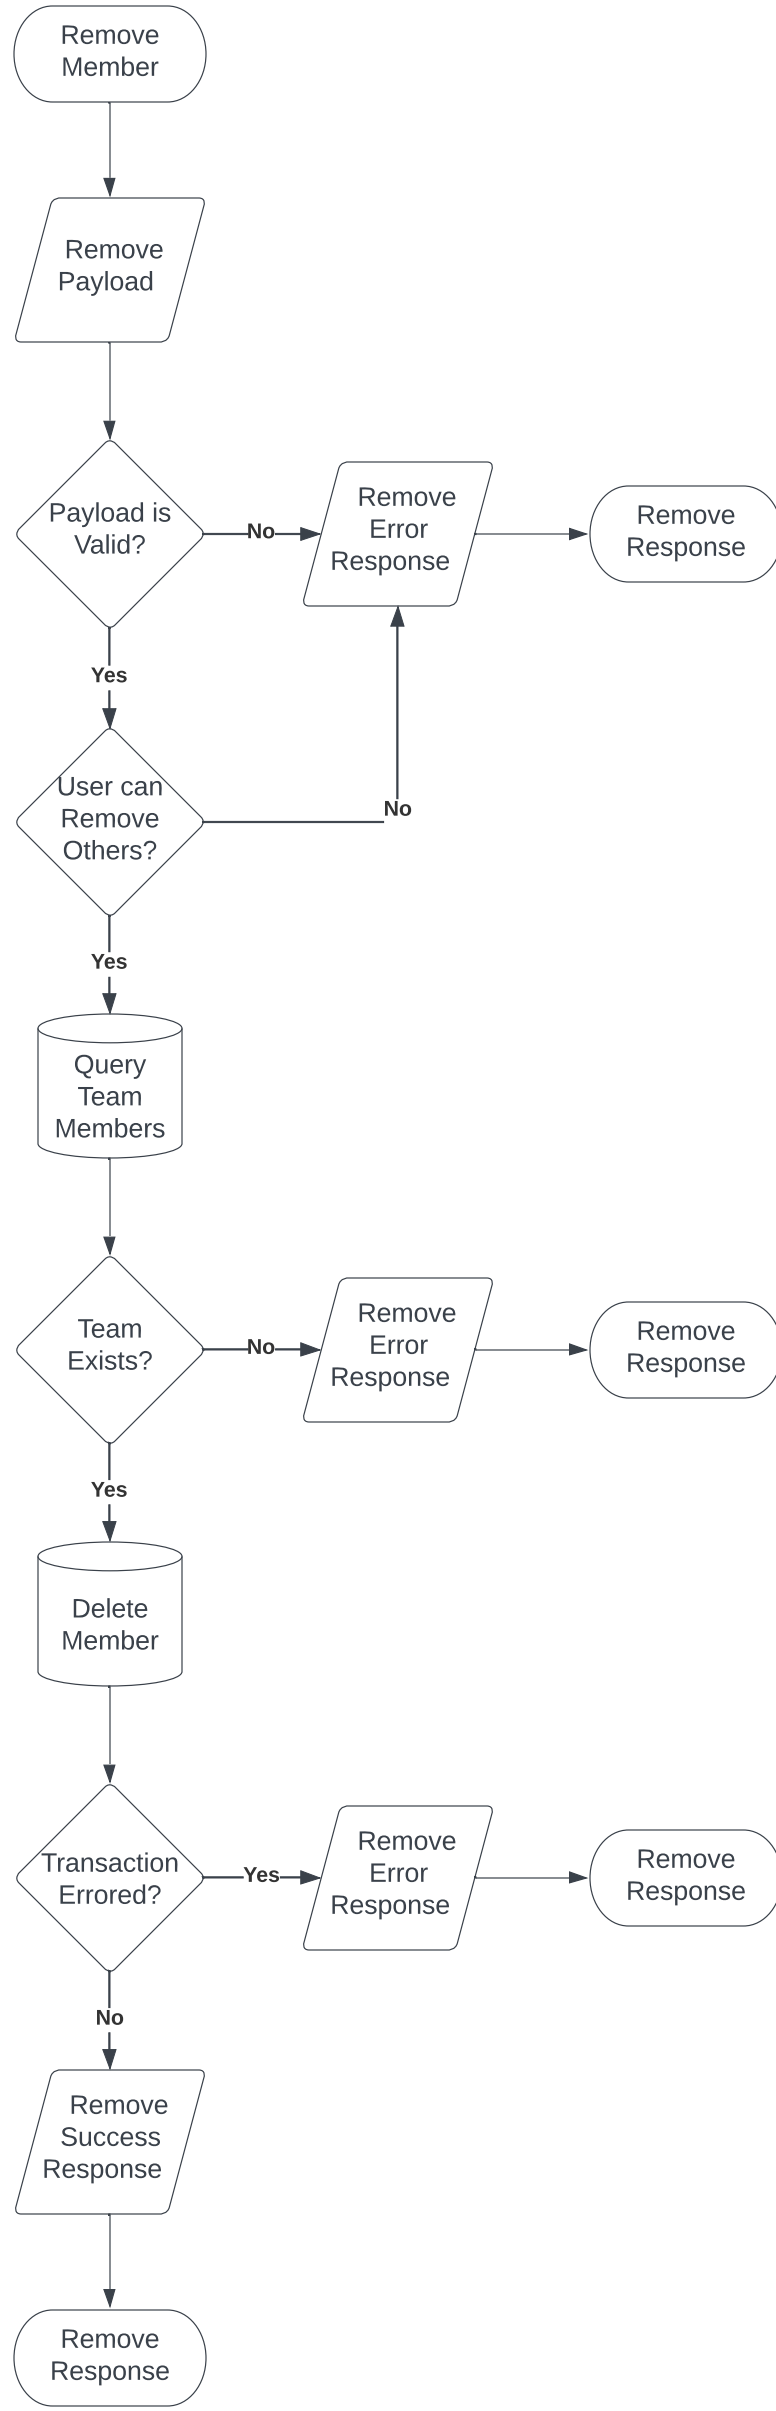 Remove
Member
Remove
Payload
Payload is
Valid?
No
Remove
Error
Response
Remove
Response
Yes
User can
Remove
Others?
No
Yes
Query
Team
Members
Team
Exists?
No
Remove
Error
Response
Remove
Response
Yes
Delete
Member
Transaction
Errored?
Yes
Remove
Error
Response
Remove
Response
No
Remove
Success
Response
Remove
Response